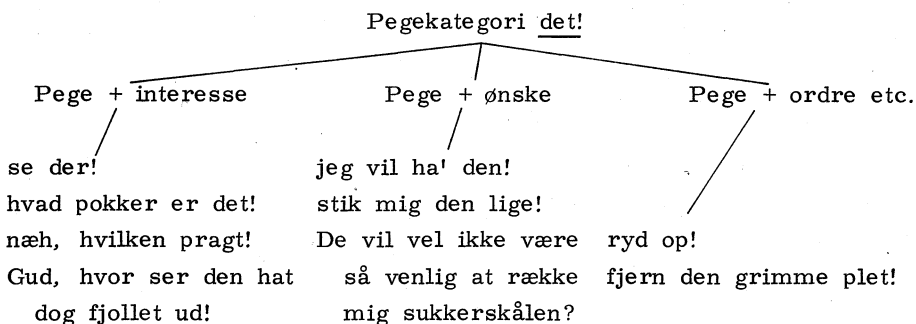 Pegekategori det!
Pege + interesse
Pege + ønske
Pege + ordre etc.
se der!
hvad pokker er det!
næh, hvilken pragt!
Gud, hvor ser den hat
dog fjollet ud!
jeg vil ha' den!
stik mig den lige!
De vil vel ikke være
så venlig at række
mig sukkerskålen?
ryd op!
fjern den grimme plet!